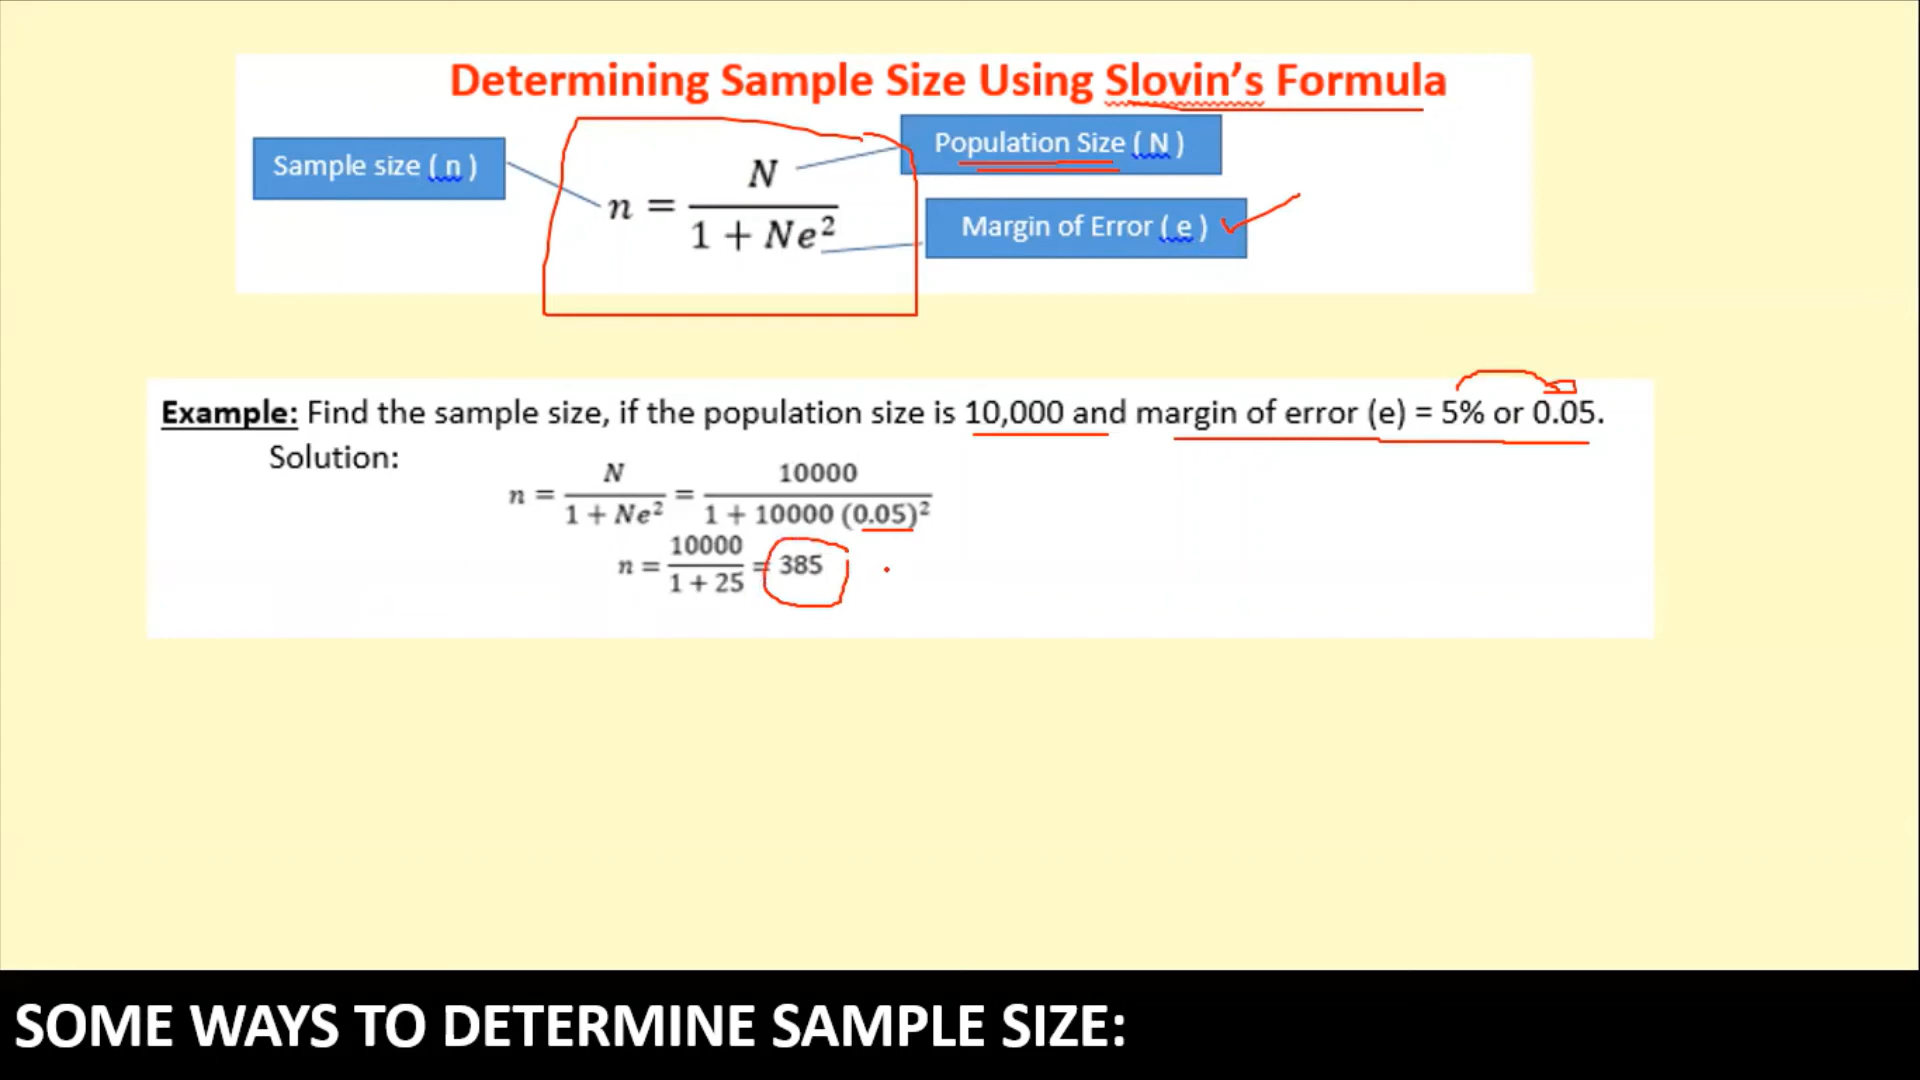 Determining Sample Size Using Slovin's Formula
Sample size ( n )
Population Size ( N )
n = N / 1 + Ne²
Margin of Error ( e )
Example: Find the sample size, if the population size is 10,000 and margin of error (e) = 5% or 0.05.
Solution:
n = N / 1 + Ne² = 10000 / 1 + 10000 (0.05)²
n = 10000 / 1 + 25 = 385
SOME WAYS TO DETERMINE SAMPLE SIZE: